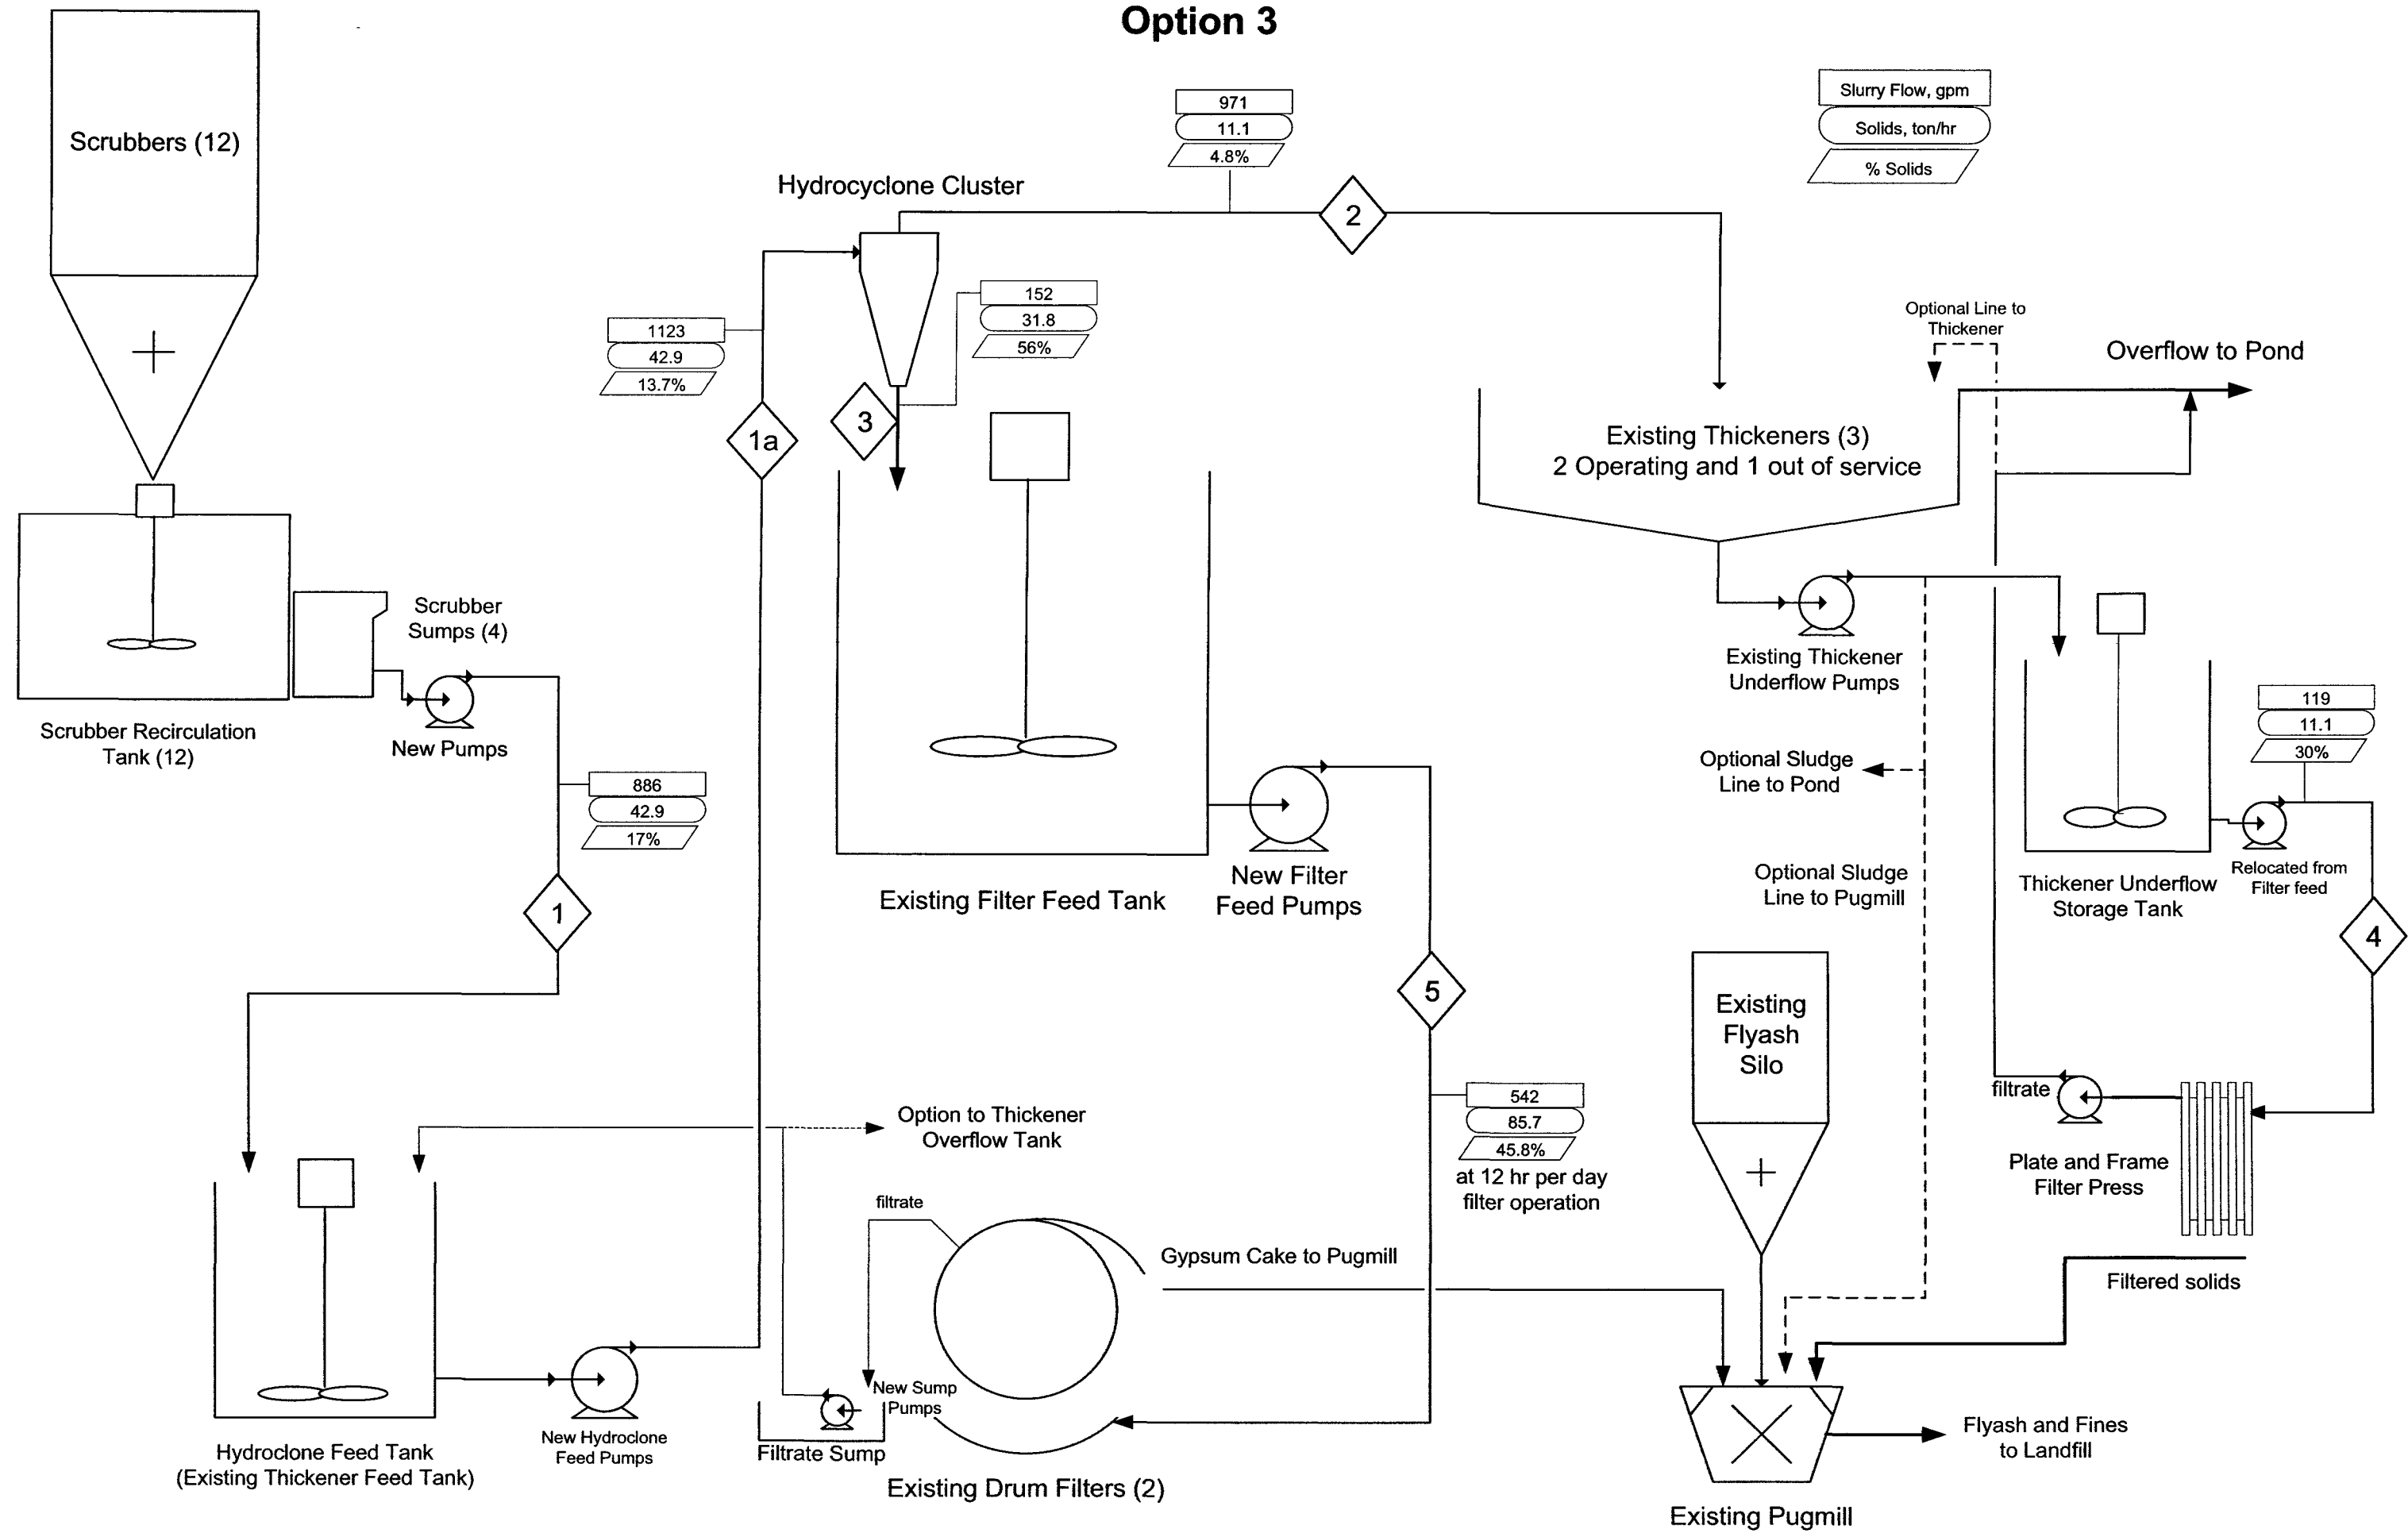 Option 3
Scrubbers (12)
971
11.1
4.8%
Slurry Flow, gpm
Solids, ton/hr
% Solids
Hydrocyclone Cluster
2
152
31.8
56%
1123
42.9
13.7%
3
1a
Optional Line to
Thickener
Overflow to Pond
Existing Thickeners (3)
2 Operating and 1 out of service
Scrubber
Sumps (4)
Scrubber Recirculation
Tank (12)
New Pumps
886
42.9
17%
1
Existing Filter Feed Tank
New Filter
Feed Pumps
Existing Thickener
Underflow Pumps
Optional Sludge
Line to Pond
Optional Sludge
Line to Pugmill
119
11.1
30%
Relocated from
Filter feed
Thickener Underflow
Storage Tank
4
5
Existing
Flyash
Silo
542
85.7
45.8%
at 12 hr per day
filter operation
filtrate
Plate and Frame
Filter Press
Filtered solids
Option to Thickener
Overflow Tank
filtrate
Gypsum Cake to Pugmill
New Sump
Pumps
Filtrate Sump
Existing Drum Filters (2)
New Hydroclone
Feed Pumps
Hydroclone Feed Tank
(Existing Thickener Feed Tank)
Flyash and Fines
to Landfill
Existing Pugmill